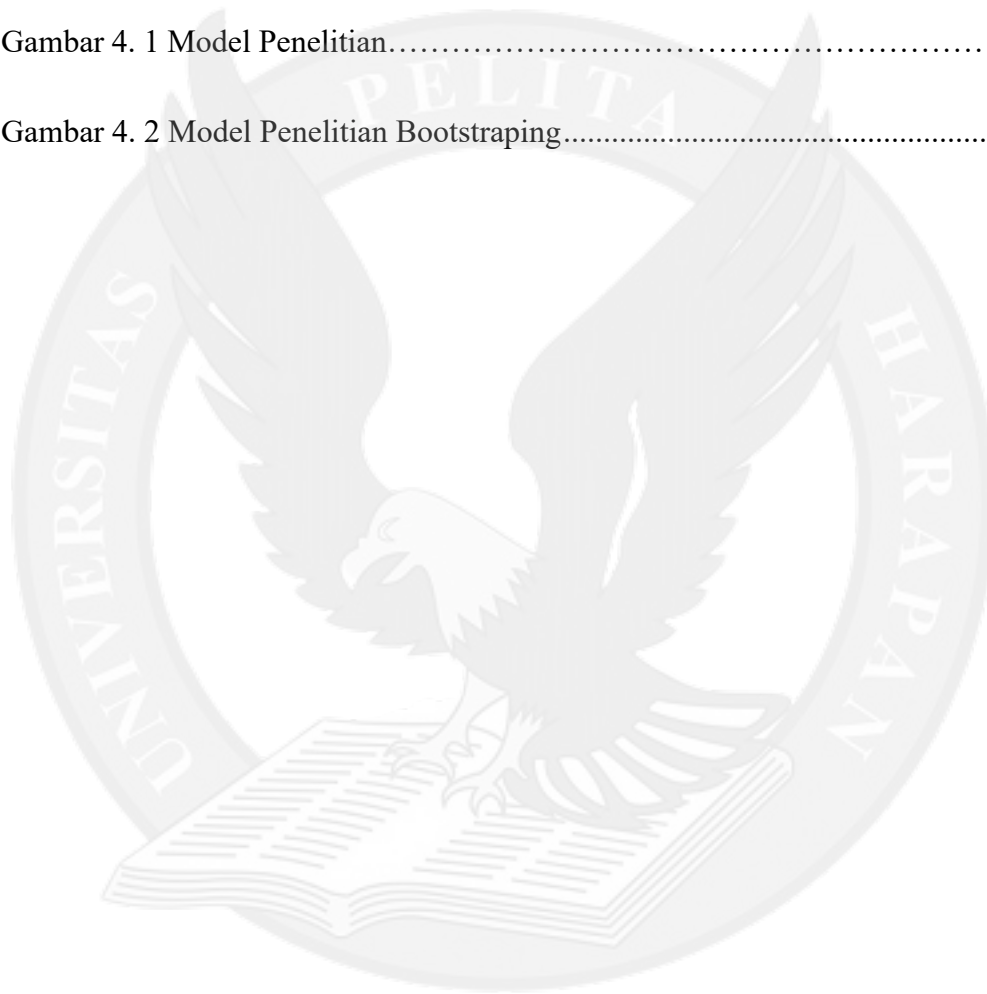 Gambar 4. 1 Model Penelitian…………………………………………………
Gambar 4. 2 Model Penelitian Bootstraping.......................................................
UNIVERSITAS PELITA HARAPAN